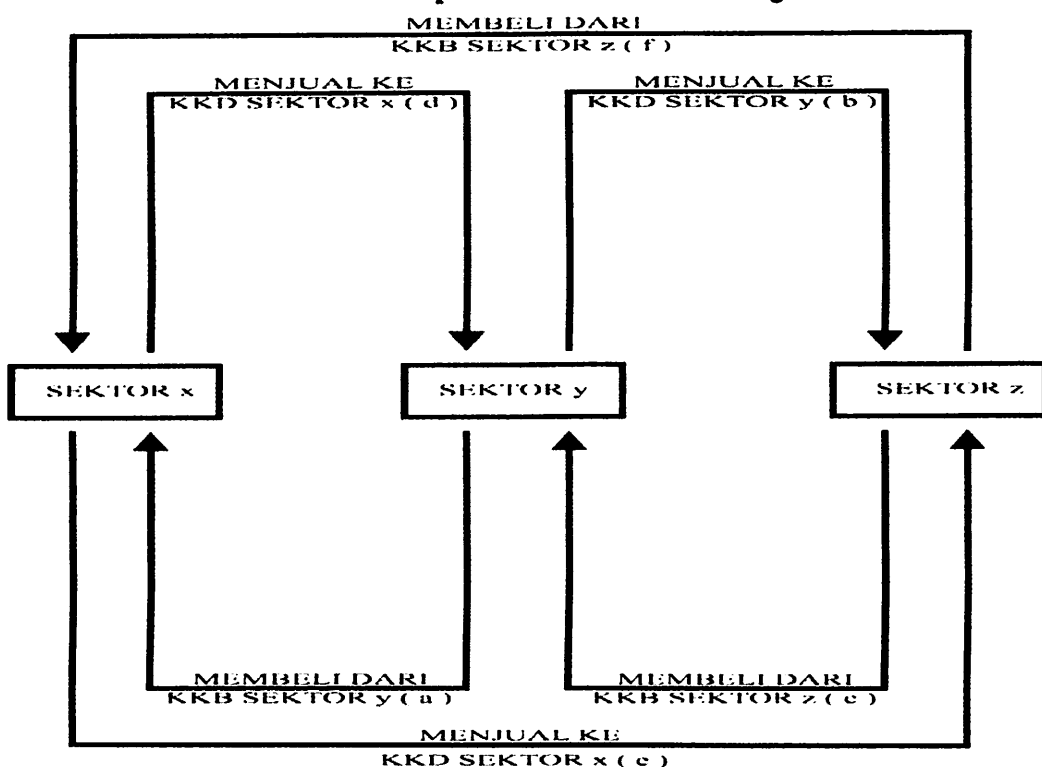 MEMBELI DARI
KKB SEKTOR z ( f )
MENJUAL KE
KKD SEKTOR x ( d )
MENJUAL KE
KKD SEKTOR y ( b )
SEKTOR x
SEKTOR y
SEKTOR z
MEMBELI DARI
KKB SEKTOR y ( a )
MEMBELI DARI
KKB SEKTOR z ( c )
MENJUAL KE
KKD SEKTOR x ( e )